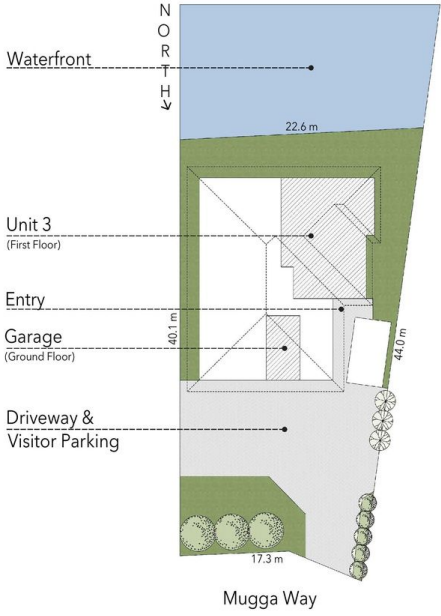 NORTH
Waterfront
22.6 m
Unit 3
(First Floor)
Entry
40.1 m
Garage
(Ground Floor)
44.0 m
Driveway &
Visitor Parking
17.3 m
Mugga Way